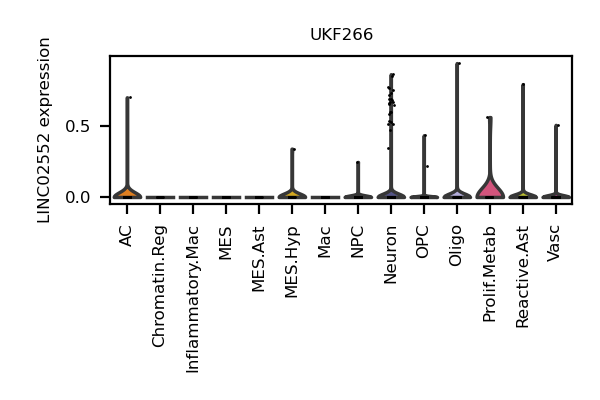 UKF266
LINC02552 expression
0.5
0.0
AC
Chromatin.Reg
Inflammatory.Mac
MES
MES.Ast
MES.Hyp
Mac
NPC
Neuron
OPC
Oligo
Prolif.Metab
Reactive.Ast
Vasc